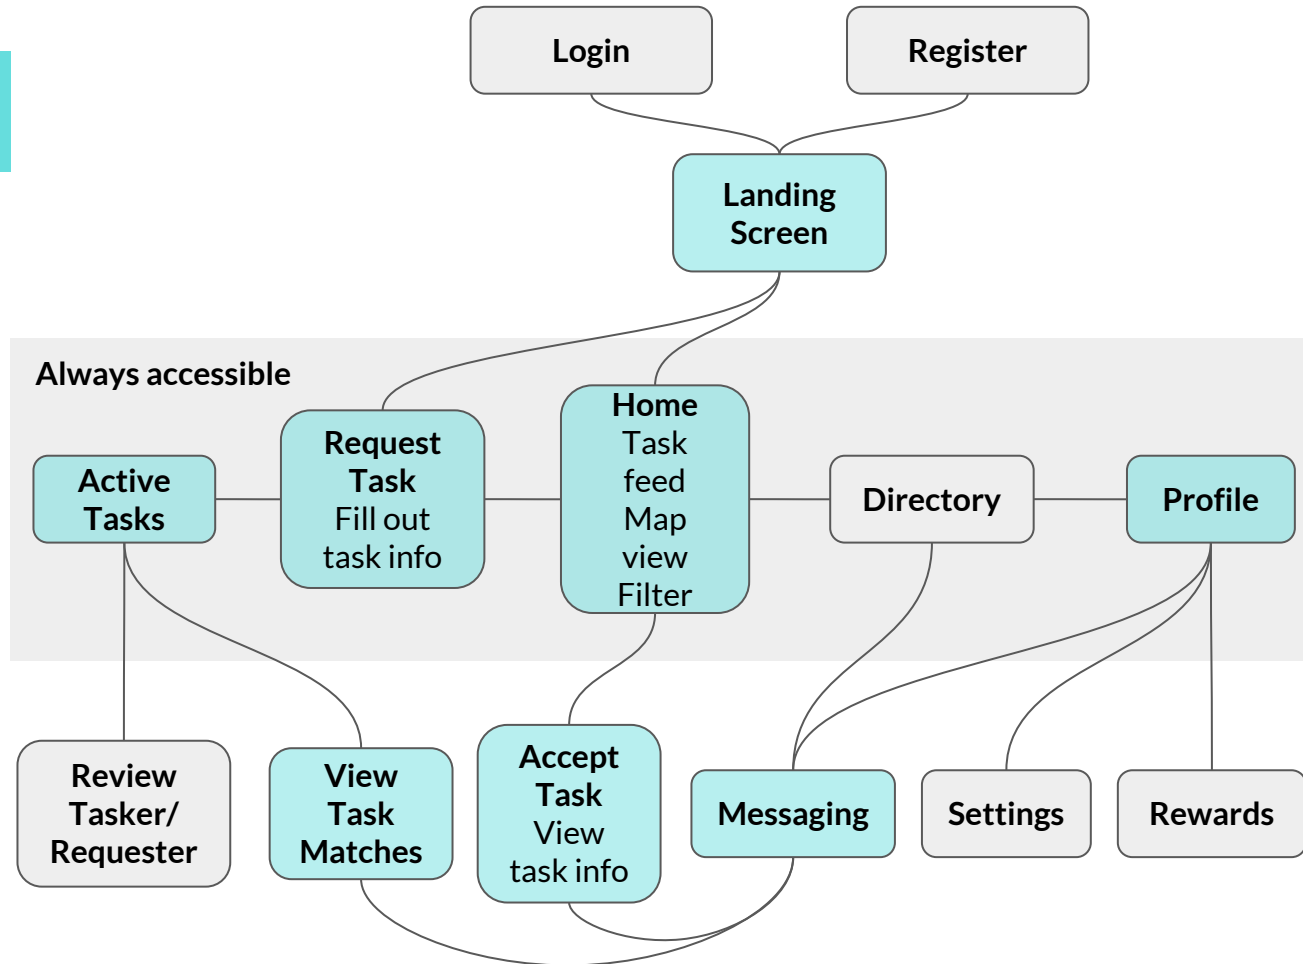 Login
Register
Landing
Screen
Always accessible
Active
Tasks
Request
Task
Fill out
task info
Home
Task
feed
Map
view
Filter
Directory
Profile
Review
Tasker/
Requester
View
Task
Matches
Accept
Task
View
task info
Messaging
Settings
Rewards